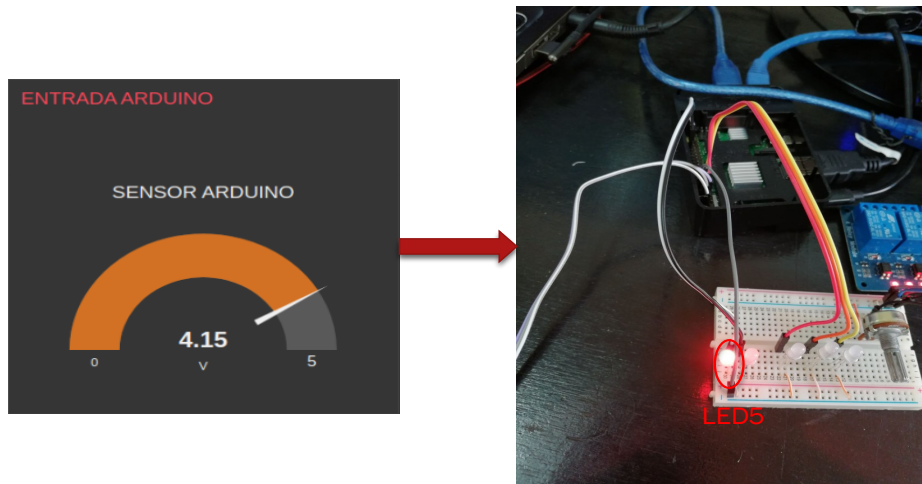 ENTRADA ARDUINO
SENSOR ARDUINO
4.15
V
0
5
LED5